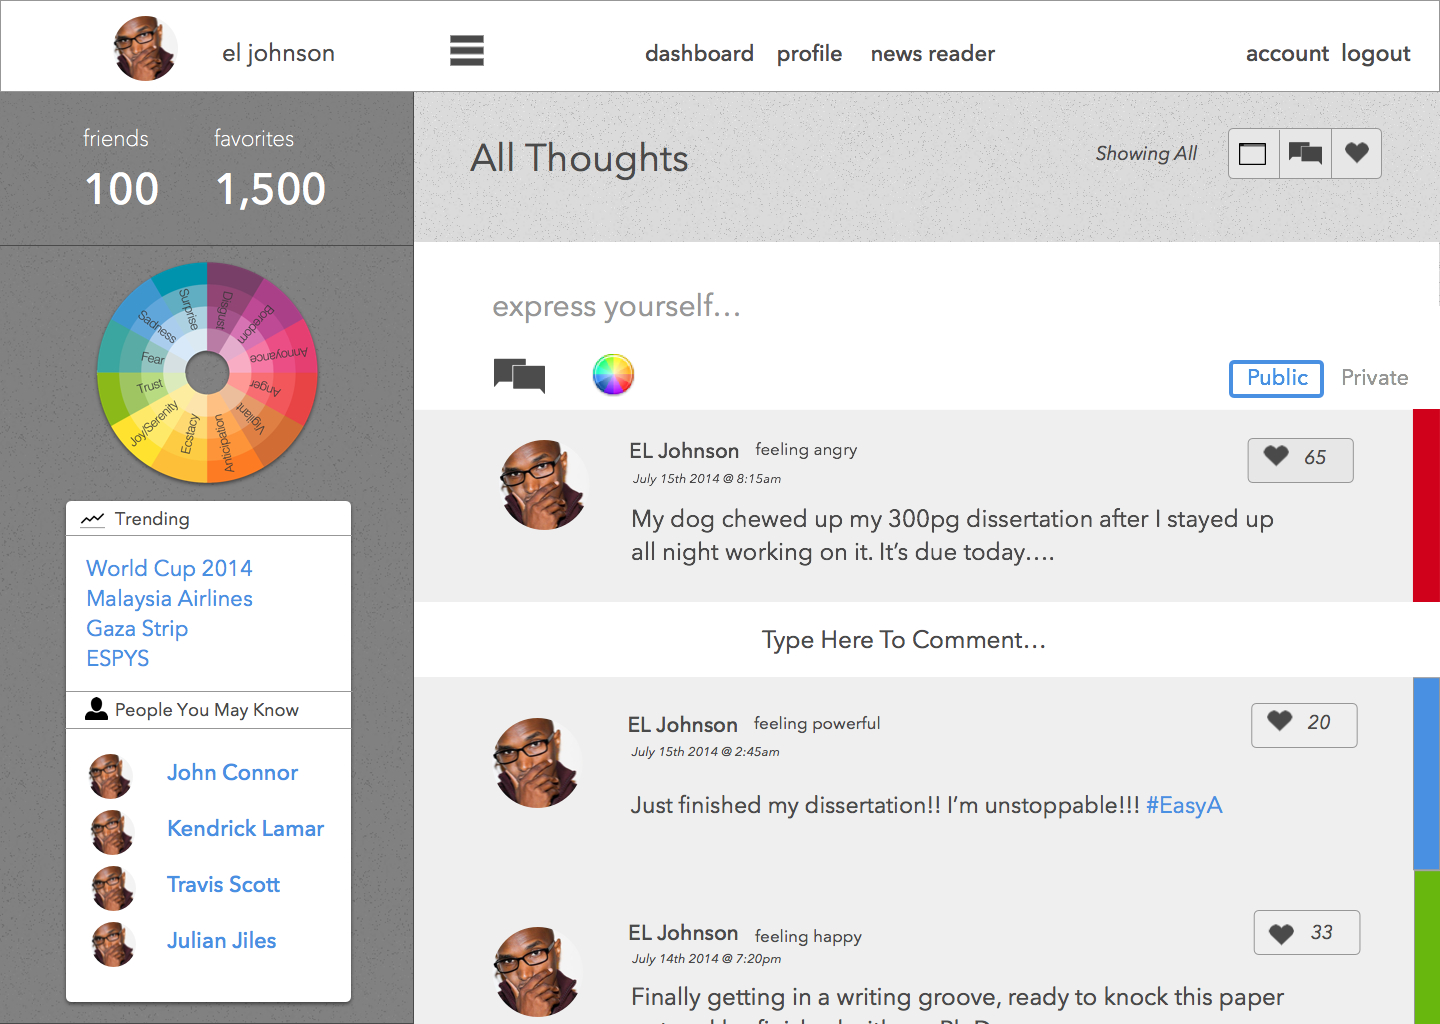 el johnson
dashboard profile news reader
account logout
friends favorites
100 1,500
Surprise
Disgust
Boredom
Annoyance
Anger
Vigilant
Anticipation
Ecstacy
Joy/Serenity
Trust
Fear
Sadness
Trending
World Cup 2014
Malaysia Airlines
Gaza Strip
ESPYS
People You May Know
John Connor
Kendrick Lamar
Travis Scott
Julian Jiles
All Thoughts
Showing All
express yourself...
Public Private
EL Johnson feeling angry
65
July 15th 2014 @ 8:15am
My dog chewed up my 300pg dissertation after I stayed up
all night working on it. It’s due today....
Type Here To Comment...
EL Johnson feeling powerful
20
July 15th 2014 @ 2:45am
Just finished my dissertation!! I’m unstoppable!!! #EasyA
EL Johnson feeling happy
33
July 14th 2014 @ 7:20pm
Finally getting in a writing groove, ready to knock this paper